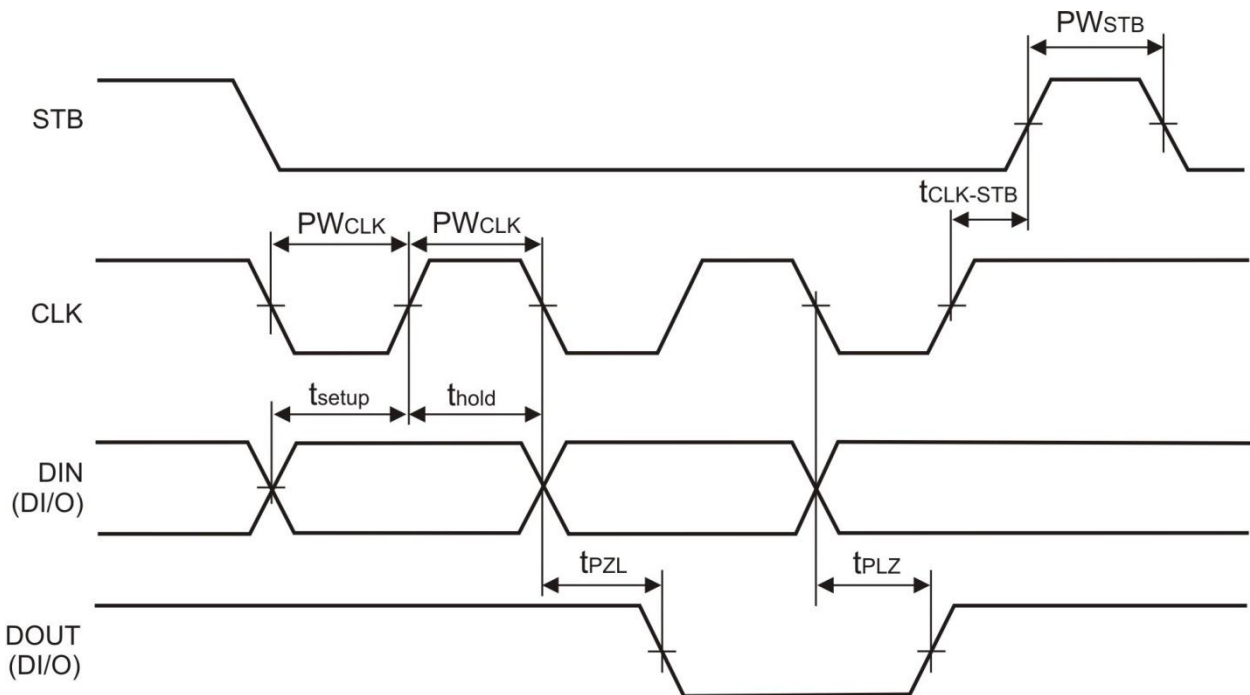 PWSTB
STB
tCLK-STB
PWCLK PWCLK
CLK
tsetup thold
DIN
(DI/O)
tPZL tPLZ
DOUT
(DI/O)